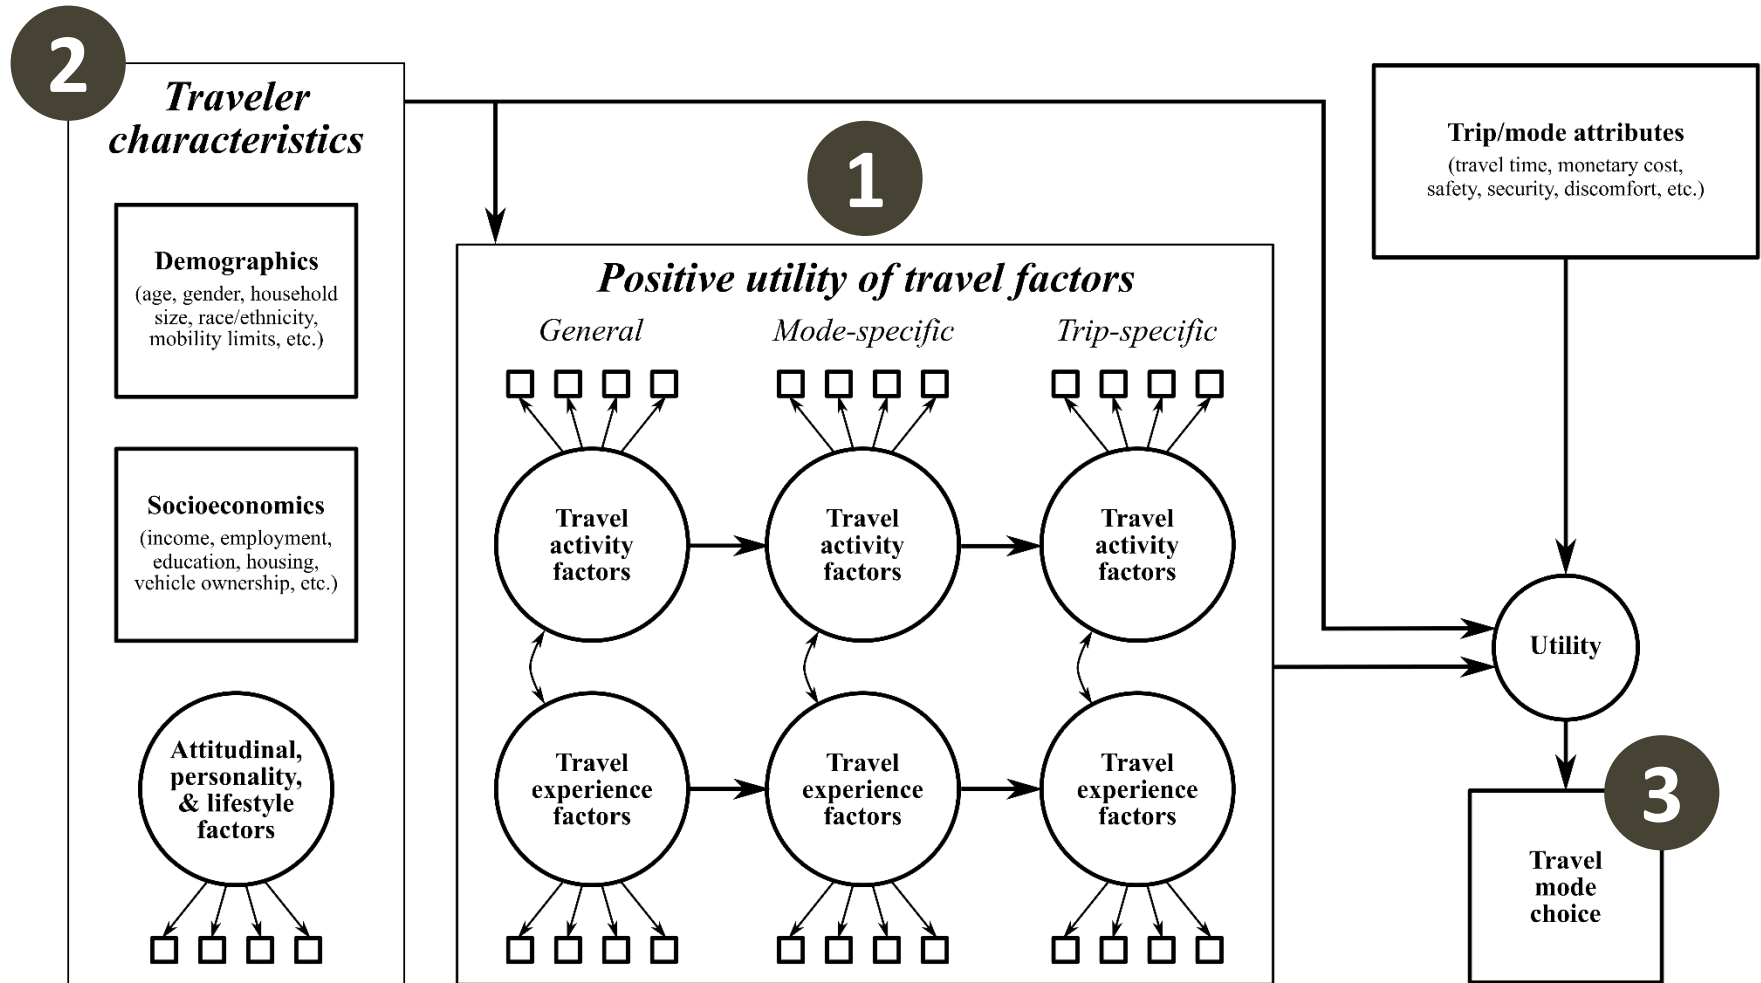 2
Traveler
characteristics
Demographics
(age, gender, household
size, race/ethnicity,
mobility limits, etc.)
Socioeconomics
(income, employment,
education, housing,
vehicle ownership, etc.)
Attitudinal,
personality,
& lifestyle
factors
1
Positive utility of travel factors
General
Mode-specific
Trip-specific
Travel
activity
factors
Travel
activity
factors
Travel
activity
factors
Travel
experience
factors
Travel
experience
factors
Travel
experience
factors
Trip/mode attributes
(travel time, monetary cost,
safety, security, discomfort, etc.)
Utility
3
Travel
mode
choice